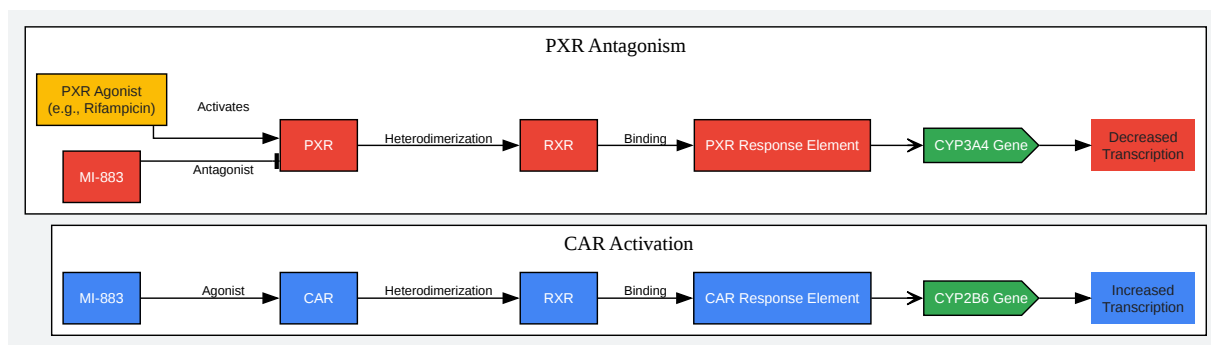 PXR Antagonism
PXR Agonist
(e.g., Rifampicin)
Activates
MI-883
Antagonist
PXR
Heterodimerization
RXR
Binding
PXR Response Element
CYP3A4 Gene
Decreased
Transcription
CAR Activation
MI-883
Agonist
CAR
Heterodimerization
RXR
Binding
CAR Response Element
CYP2B6 Gene
Increased
Transcription